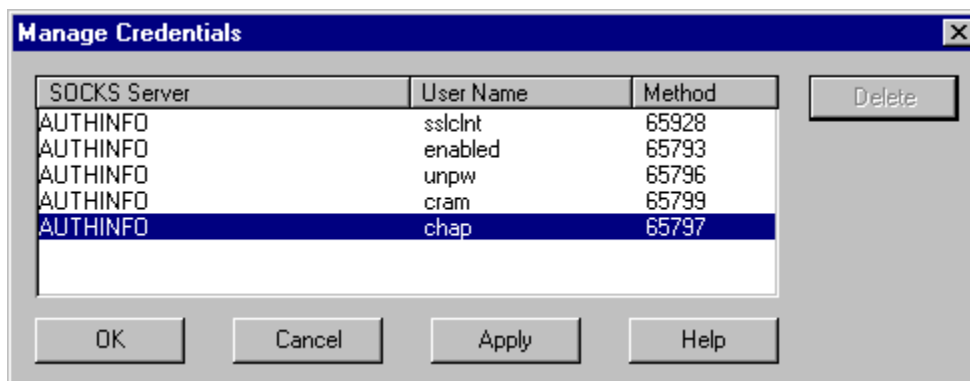 Manage Credentials
SOCKS Server User Name Method
Delete
AUTHINFO sslclnt 65928
AUTHINFO enabled 65793
AUTHINFO unpw 65796
AUTHINFO cram 65799
AUTHINFO chap 65797
OK Cancel Apply Help